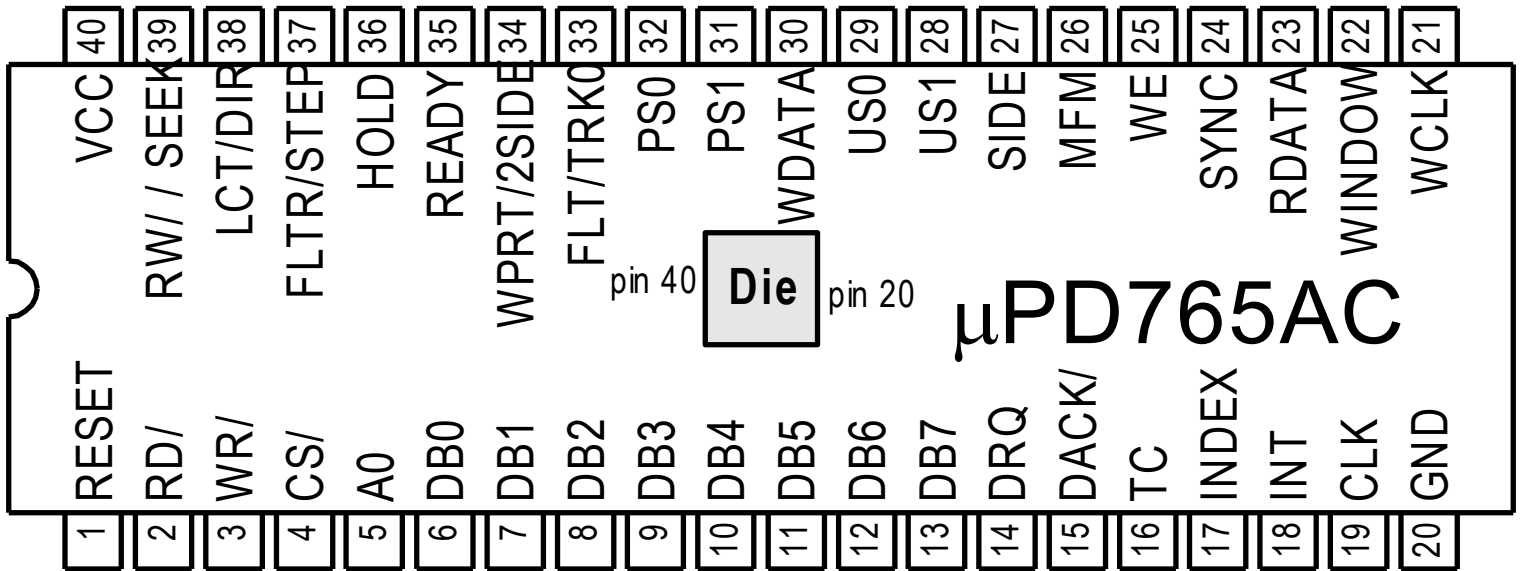 40 39 38 37 36 35 34 33 32 31 30 29 28 27 26 25 24 23 22 21
VCC
RW/ / SEEK
LCT/DIR
FLTR/STEP
HOLD
READY
WPRT/2SIDE
FLT/TRK0
PS0
PS1
WDATA
US0
US1
SIDE
MFM
WE
SYNC
RDATA
WINDOW
WCLK
pin 40
Die
pin 20
μPD765AC
RESET
RD/
WR/
CS/
A0
DB0
DB1
DB2
DB3
DB4
DB5
DB6
DB7
DRQ
DACK/
TC
INDEX
INT
CLK
GND
1 2 3 4 5 6 7 8 9 10 11 12 13 14 15 16 17 18 19 20